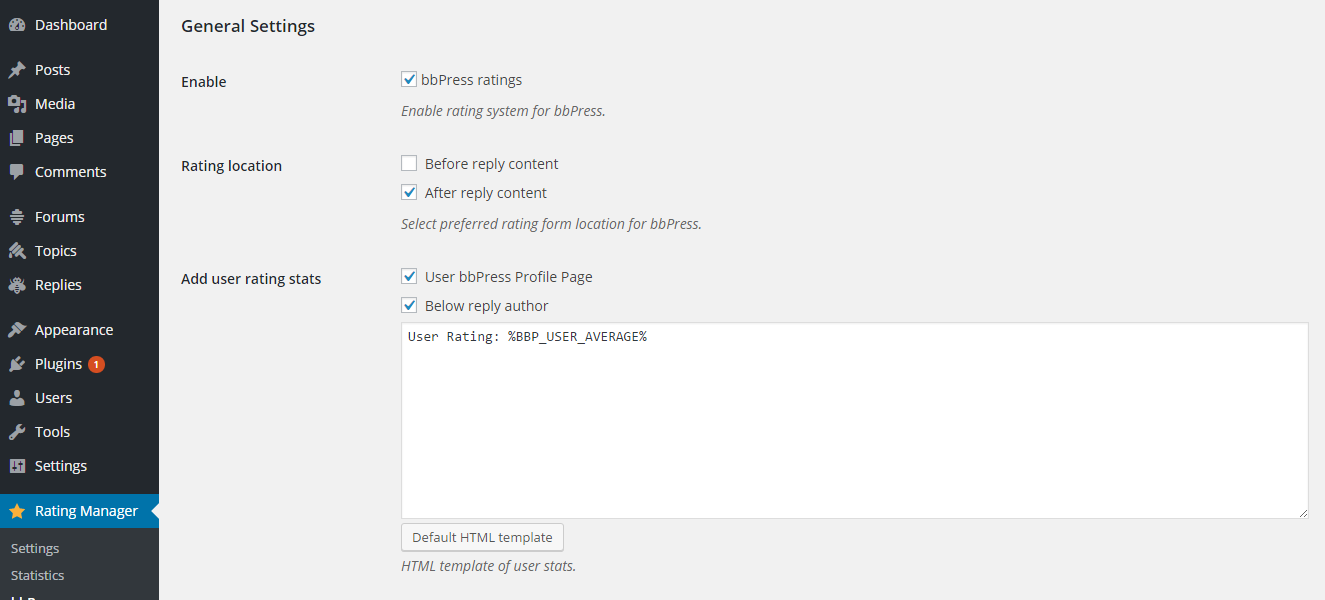 Dashboard
Posts
Media
Pages
Comments
Forums
Topics
Replies
Appearance
Plugins 1
Users
Tools
Settings
Rating Manager
Settings
Statistics
General Settings
Enable
bbPress ratings
Enable rating system for bbPress.
Rating location
Before reply content
After reply content
Select preferred rating form location for bbPress.
Add user rating stats
User bbPress Profile Page
Below reply author
User Rating: %BBP_USER_AVERAGE%
Default HTML template
HTML template of user stats.